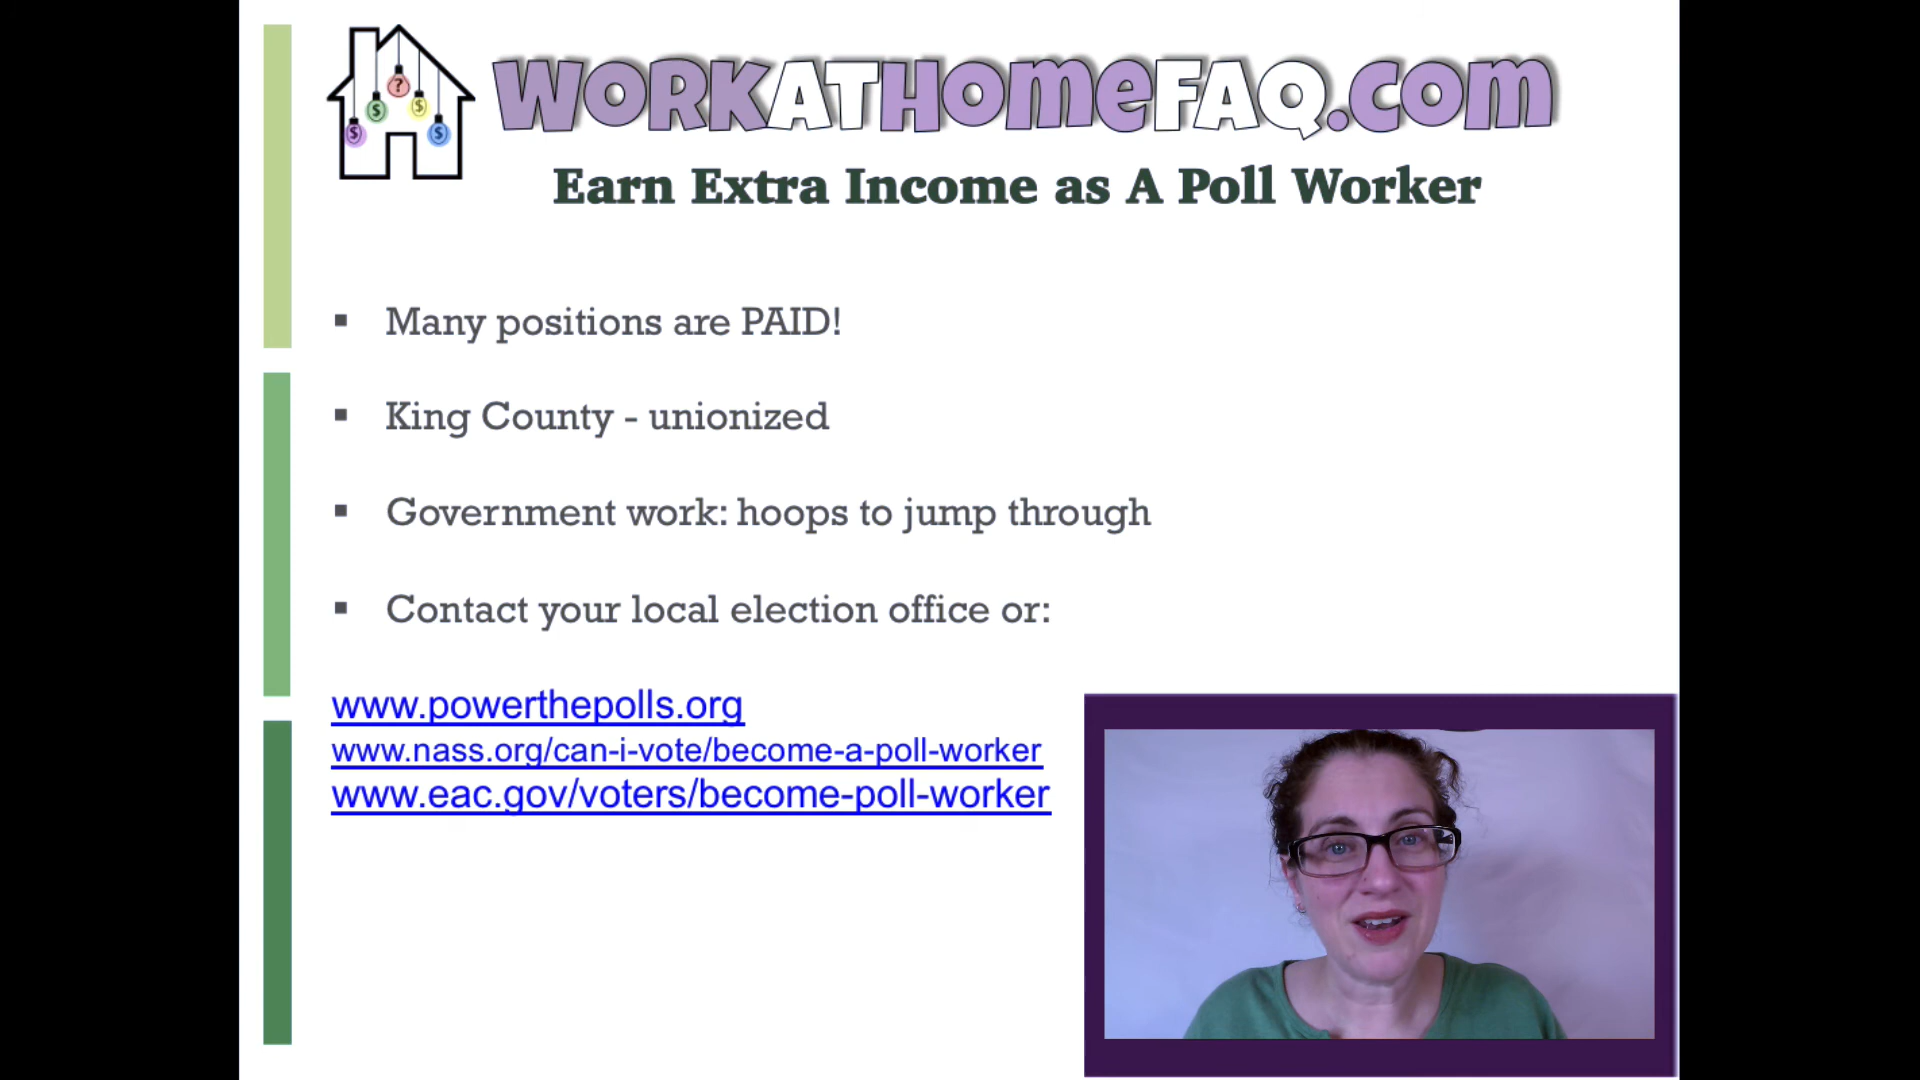 WORKATHOMEFAQ.COM
Earn Extra Income as A Poll Worker
▪ Many positions are PAID!
▪ King County - unionized
▪ Government work: hoops to jump through
▪ Contact your local election office or:
www.powerthepolls.org
www.nass.org/can-i-vote/become-a-poll-worker
www.eac.gov/voters/become-poll-worker
? $ $ $ $